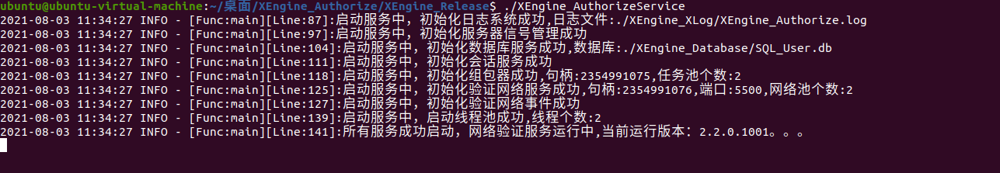 ubuntu@ubuntu-virtual-machine:~/桌面/XEngine_Authorize/XEngine_Release$ ./XEngine_AuthorizeService
2021-08-03 11:34:27 INFO - [Func:main][Line:87]:启动服务中，初始化日志系统成功,日志文件:./XEngine_XLog/XEngine_Authorize.log
2021-08-03 11:34:27 INFO - [Func:main][Line:97]:启动服务中，初始化服务器信号管理成功
2021-08-03 11:34:27 INFO - [Func:main][Line:104]:启动服务中，初始化数据库服务成功,数据库:./XEngine_Database/SQL_User.db
2021-08-03 11:34:27 INFO - [Func:main][Line:111]:启动服务中，初始化会话服务成功
2021-08-03 11:34:27 INFO - [Func:main][Line:118]:启动服务中，初始化组包器成功,句柄:2354991075,任务池个数:2
2021-08-03 11:34:27 INFO - [Func:main][Line:125]:启动服务中，初始化验证网络服务成功,句柄:2354991076,端口:5500,网络池个数:2
2021-08-03 11:34:27 INFO - [Func:main][Line:127]:启动服务中，初始化验证网络事件成功
2021-08-03 11:34:27 INFO - [Func:main][Line:139]:启动服务中，启动线程池成功,线程个数:2
2021-08-03 11:34:27 INFO - [Func:main][Line:141]:所有服务成功启动，网络验证服务运行中,当前运行版本：2.2.0.1001。。。